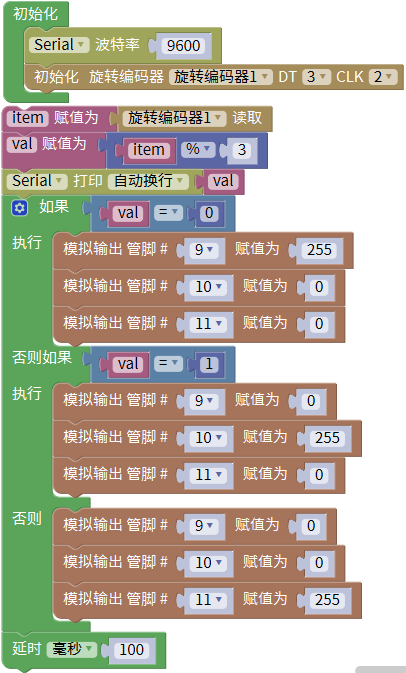 初始化
Serial 波特率 9600
初始化 旋转编码器 旋转编码器1 DT 3 CLK 2
item 赋值为 旋转编码器1 读取
val 赋值为 item % 3
Serial 打印 自动换行 val
如果 val = 0
执行 模拟输出 管脚 # 9 赋值为 255
模拟输出 管脚 # 10 赋值为 0
模拟输出 管脚 # 11 赋值为 0
否则如果 val = 1
执行 模拟输出 管脚 # 9 赋值为 0
模拟输出 管脚 # 10 赋值为 255
模拟输出 管脚 # 11 赋值为 0
否则 模拟输出 管脚 # 9 赋值为 0
模拟输出 管脚 # 10 赋值为 0
模拟输出 管脚 # 11 赋值为 255
延时 毫秒 100